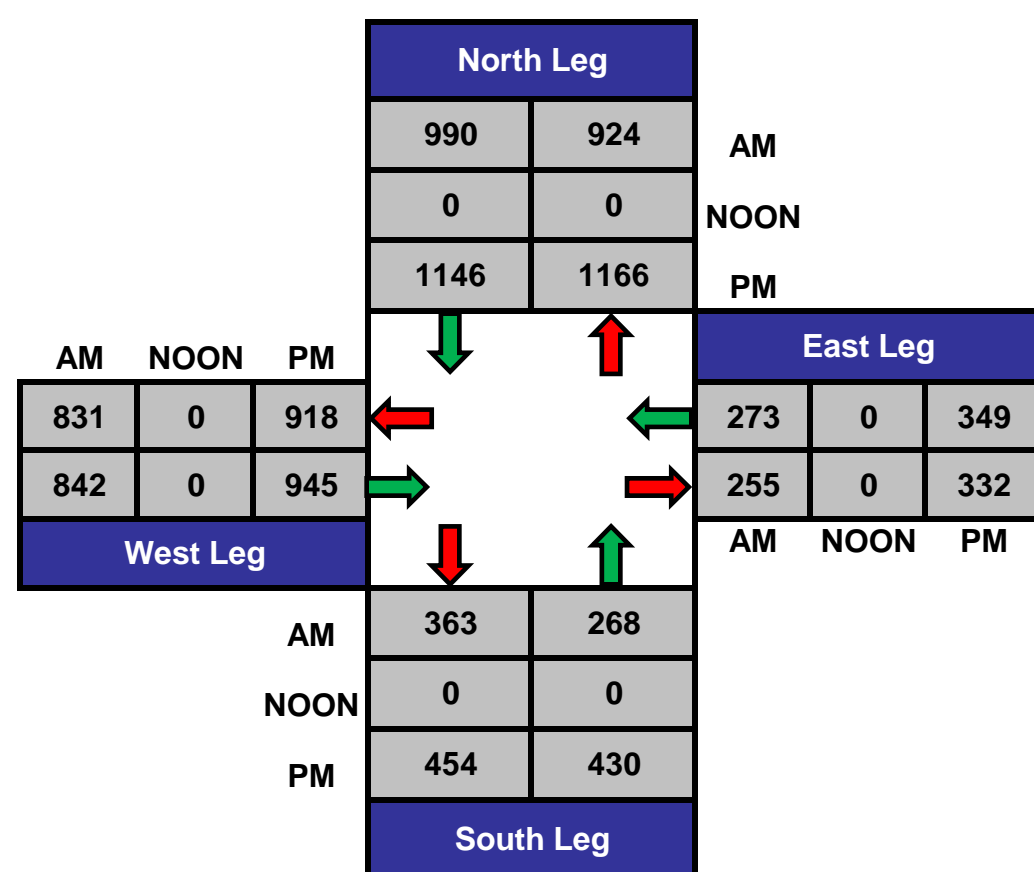 North Leg
990 924 AM
0 0 NOON
1146 1166 PM
East Leg
AM NOON PM
831 0 918 273 0 349
842 0 945 255 0 332
West Leg AM NOON PM
AM 363 268
NOON 0 0
PM 454 430
South Leg